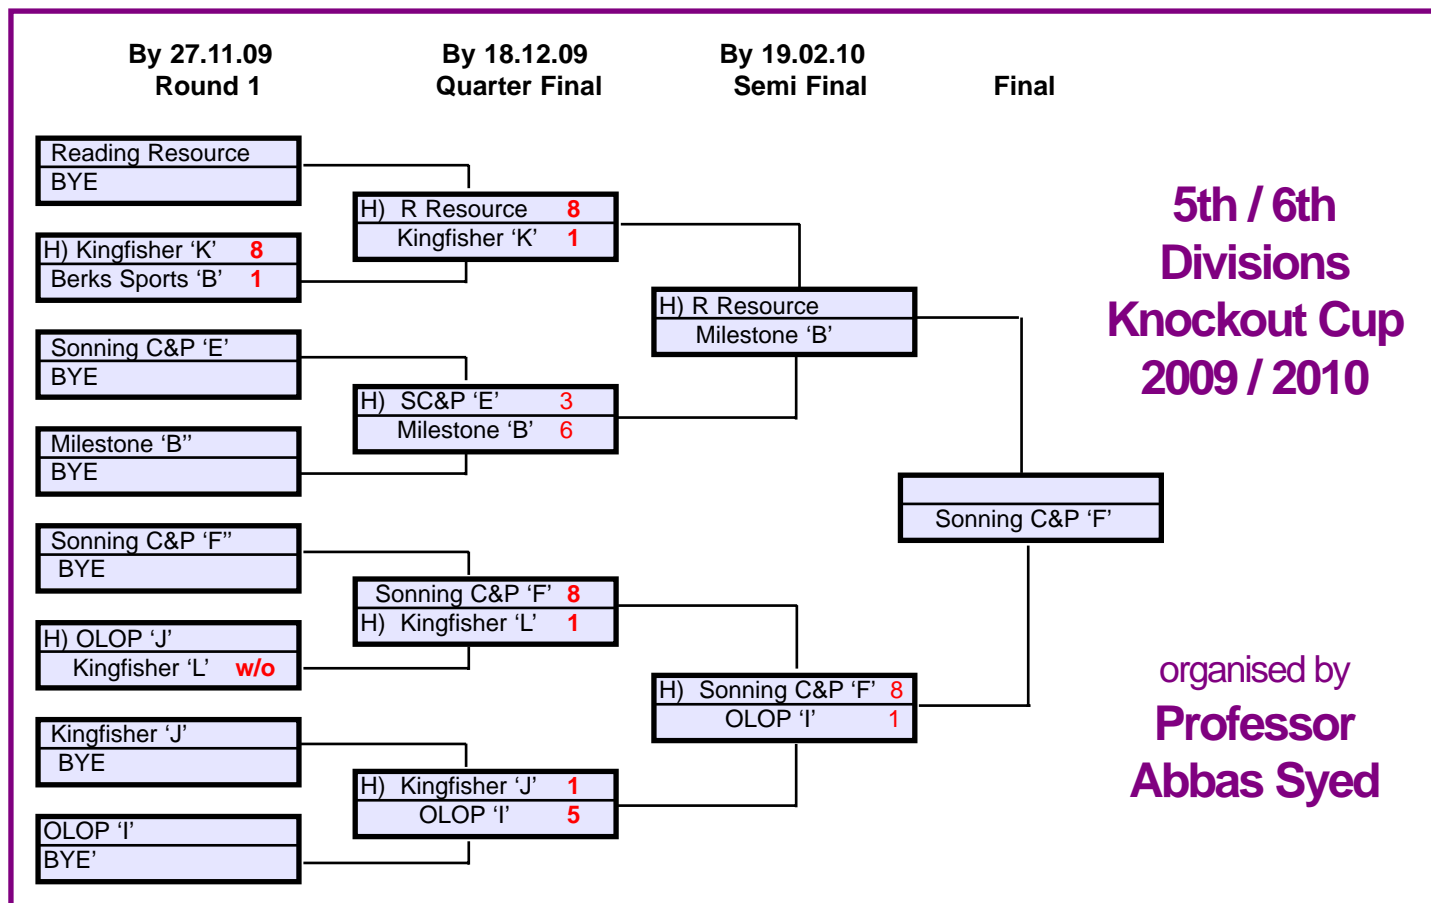 By 27.11.09
Round 1
By 18.12.09
Quarter Final
By 19.02.10
Semi Final
Final
Reading Resource
BYE
H) Kingfisher ‘K’ 8
Berks Sports ‘B’ 1
Sonning C&P ‘E’
BYE
Milestone ‘B’’
BYE
Sonning C&P ‘F’’
BYE
H) OLOP ‘J’
Kingfisher ‘L’ w/o
Kingfisher ‘J’
BYE
OLOP ‘I’
BYE’
H) R Resource 8
Kingfisher ‘K’ 1
H) SC&P ‘E’ 3
Milestone ‘B’ 6
Sonning C&P ‘F’ 8
H) Kingfisher ‘L’ 1
H) Kingfisher ‘J’ 1
OLOP ‘I’ 5
H) R Resource
Milestone ‘B’
H) Sonning C&P ‘F’ 8
OLOP ‘I’ 1
Sonning C&P ‘F’
5th / 6th
Divisions
Knockout Cup
2009 / 2010
organised by
Professor
Abbas Syed